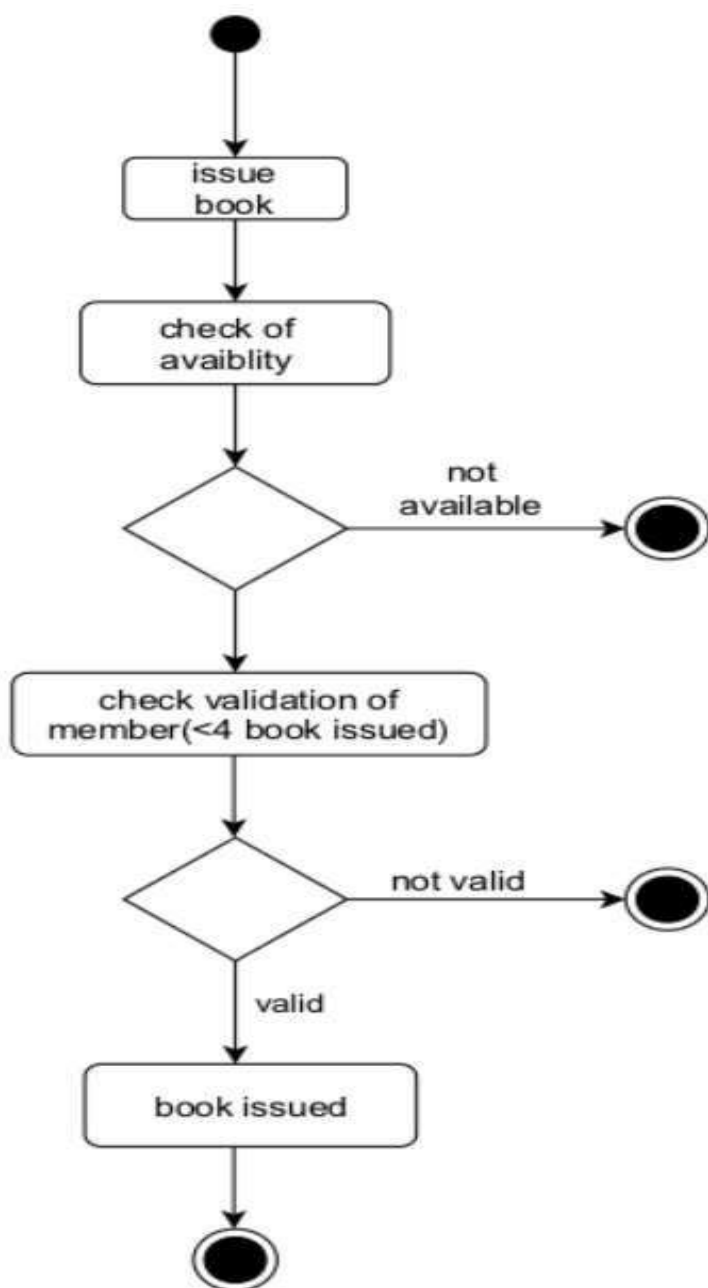 issue
book
check of
avaiblity
not
available
check validation of
member(<4 book issued)
not valid
valid
book issued